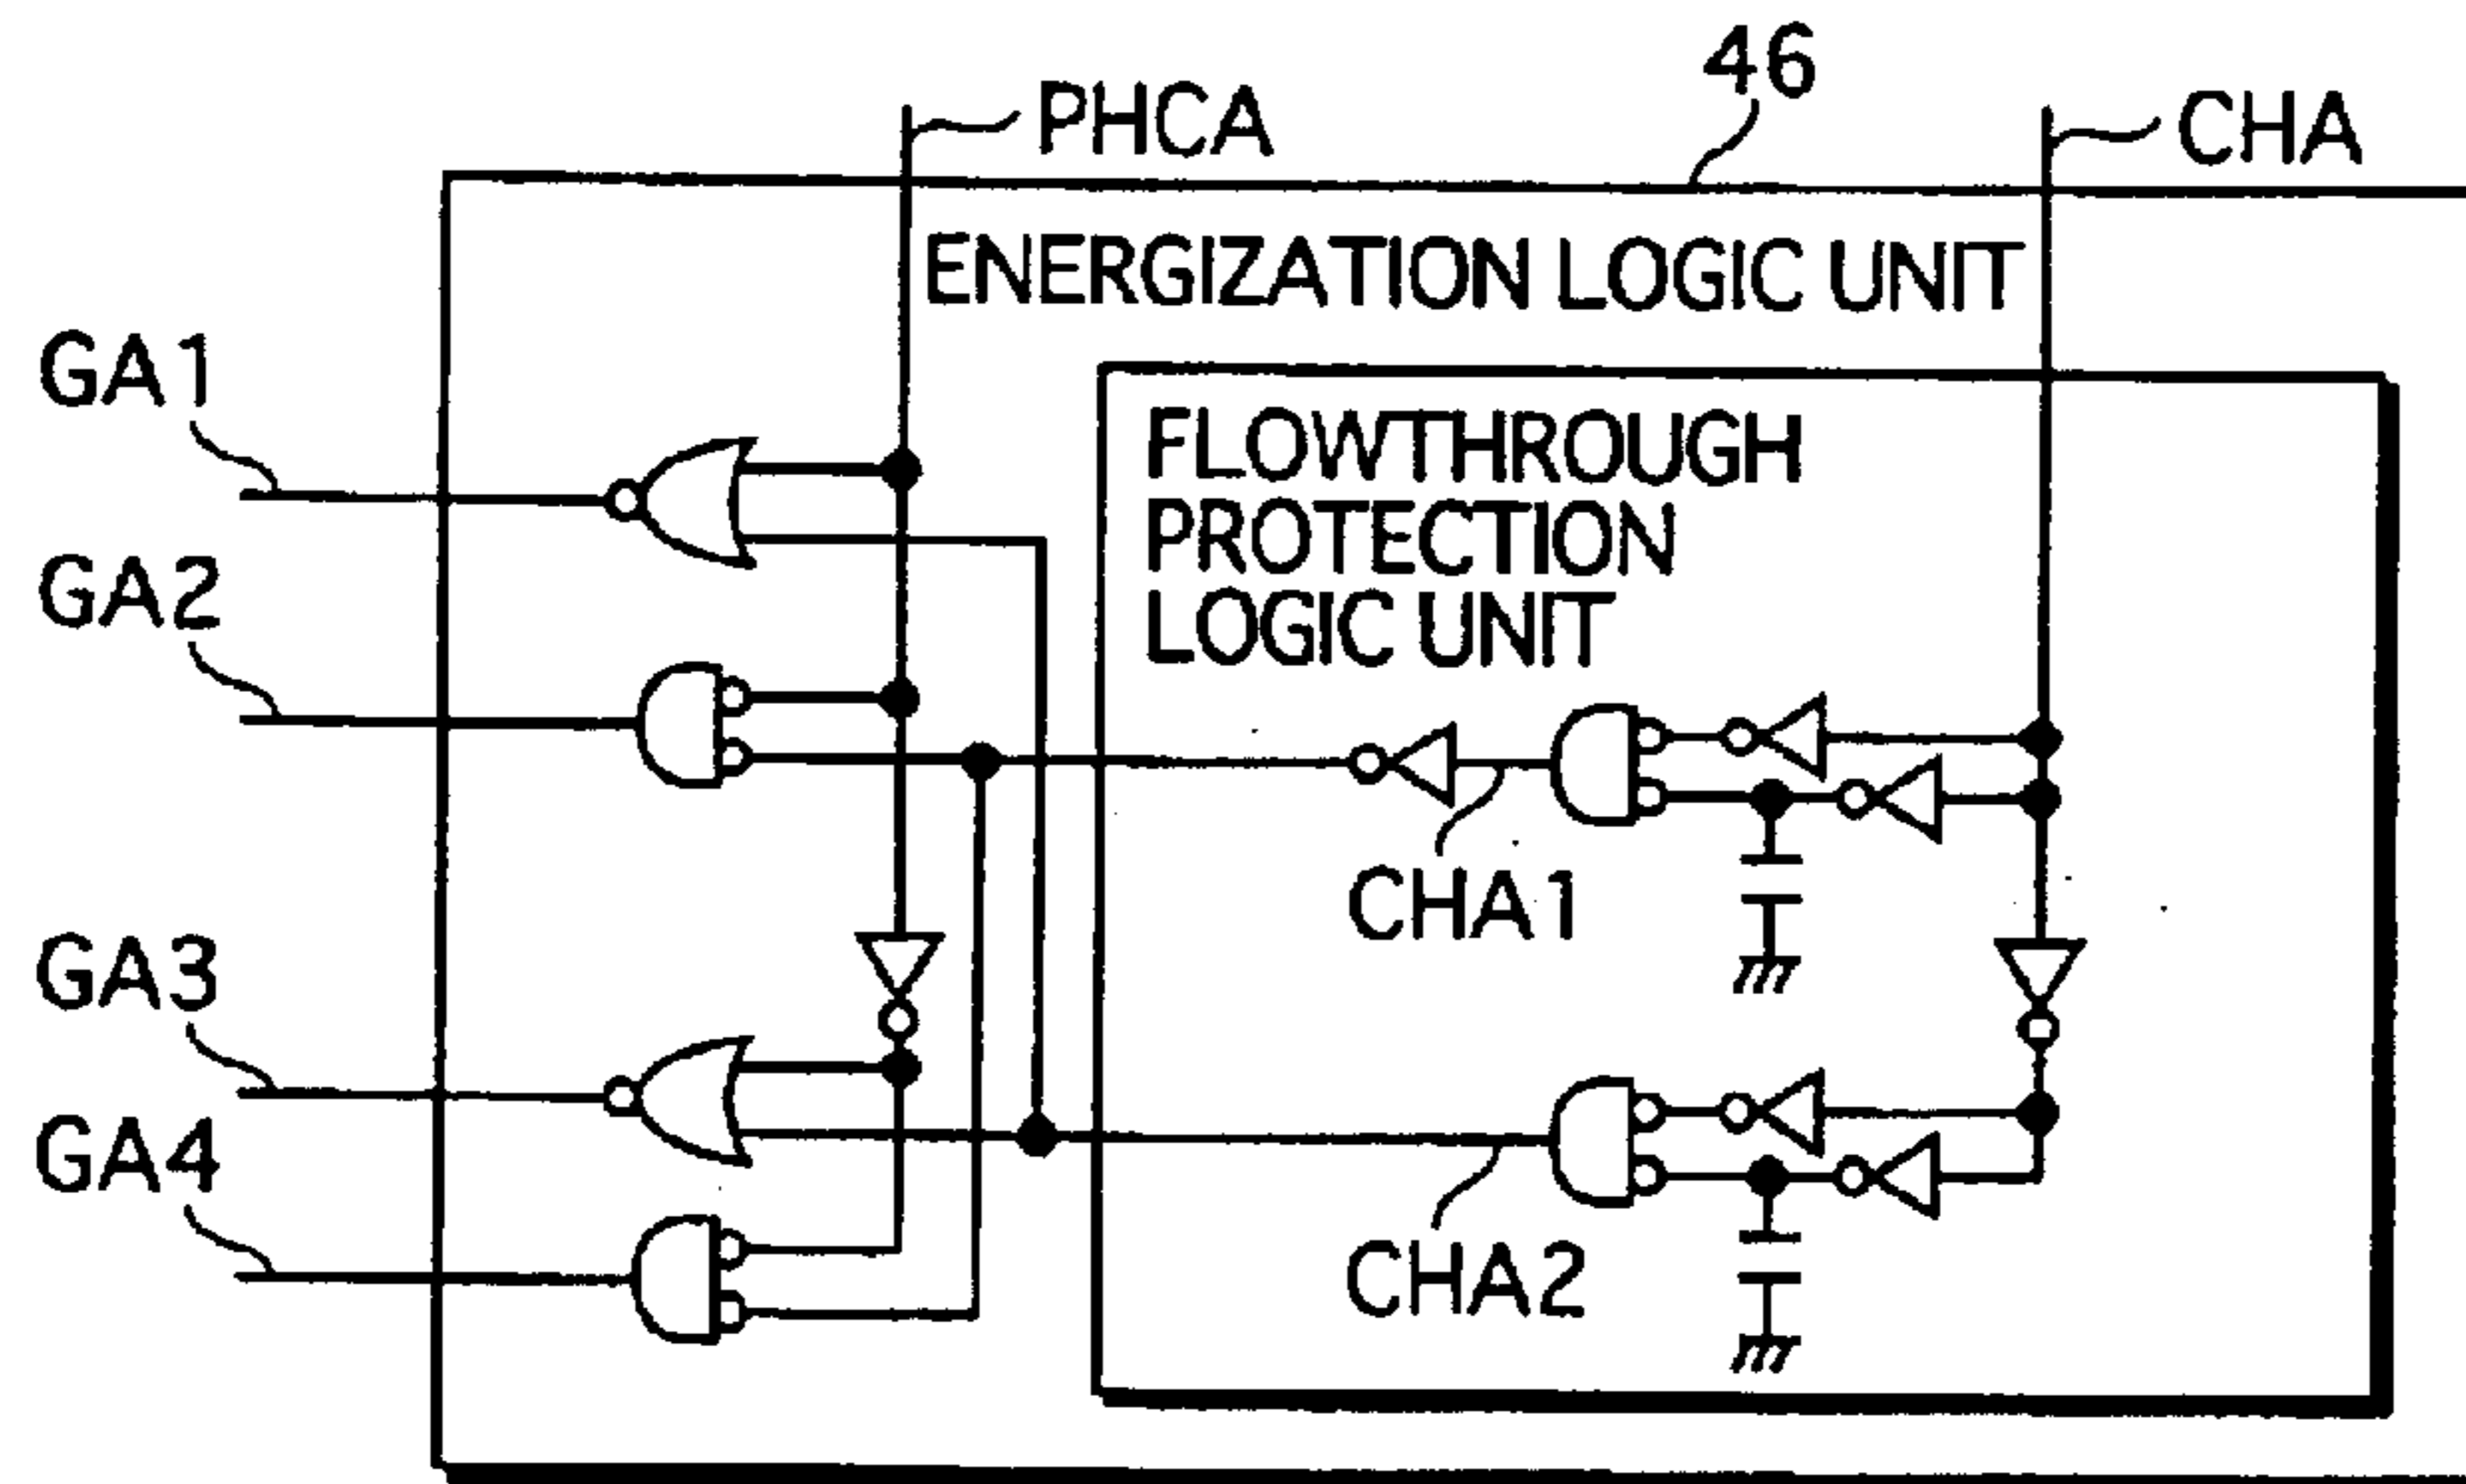 46
PHCA
CHA
ENERGIZATION LOGIC UNIT
GA1
FLOWTHROUGH
PROTECTION
LOGIC UNIT
GA2
CHA1
GA3
GA4
CHA2